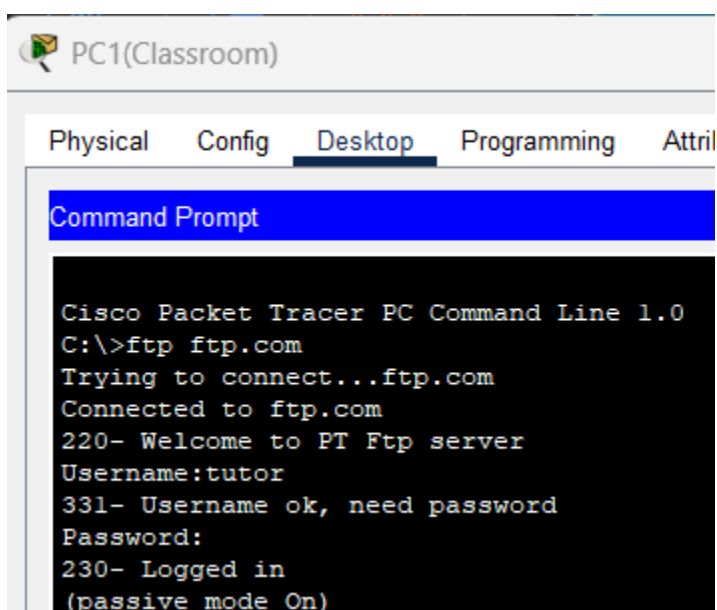 PC1(Classroom)
Physical Config Desktop Programming
Command Prompt
Cisco Packet Tracer PC Command Line 1.0
C:\>ftp ftp.com
Trying to connect...ftp.com
Connected to ftp.com
220- Welcome to PT Ftp server
Username:tutor
331- Username ok, need password
Password:
230- Logged in
(passive mode On)